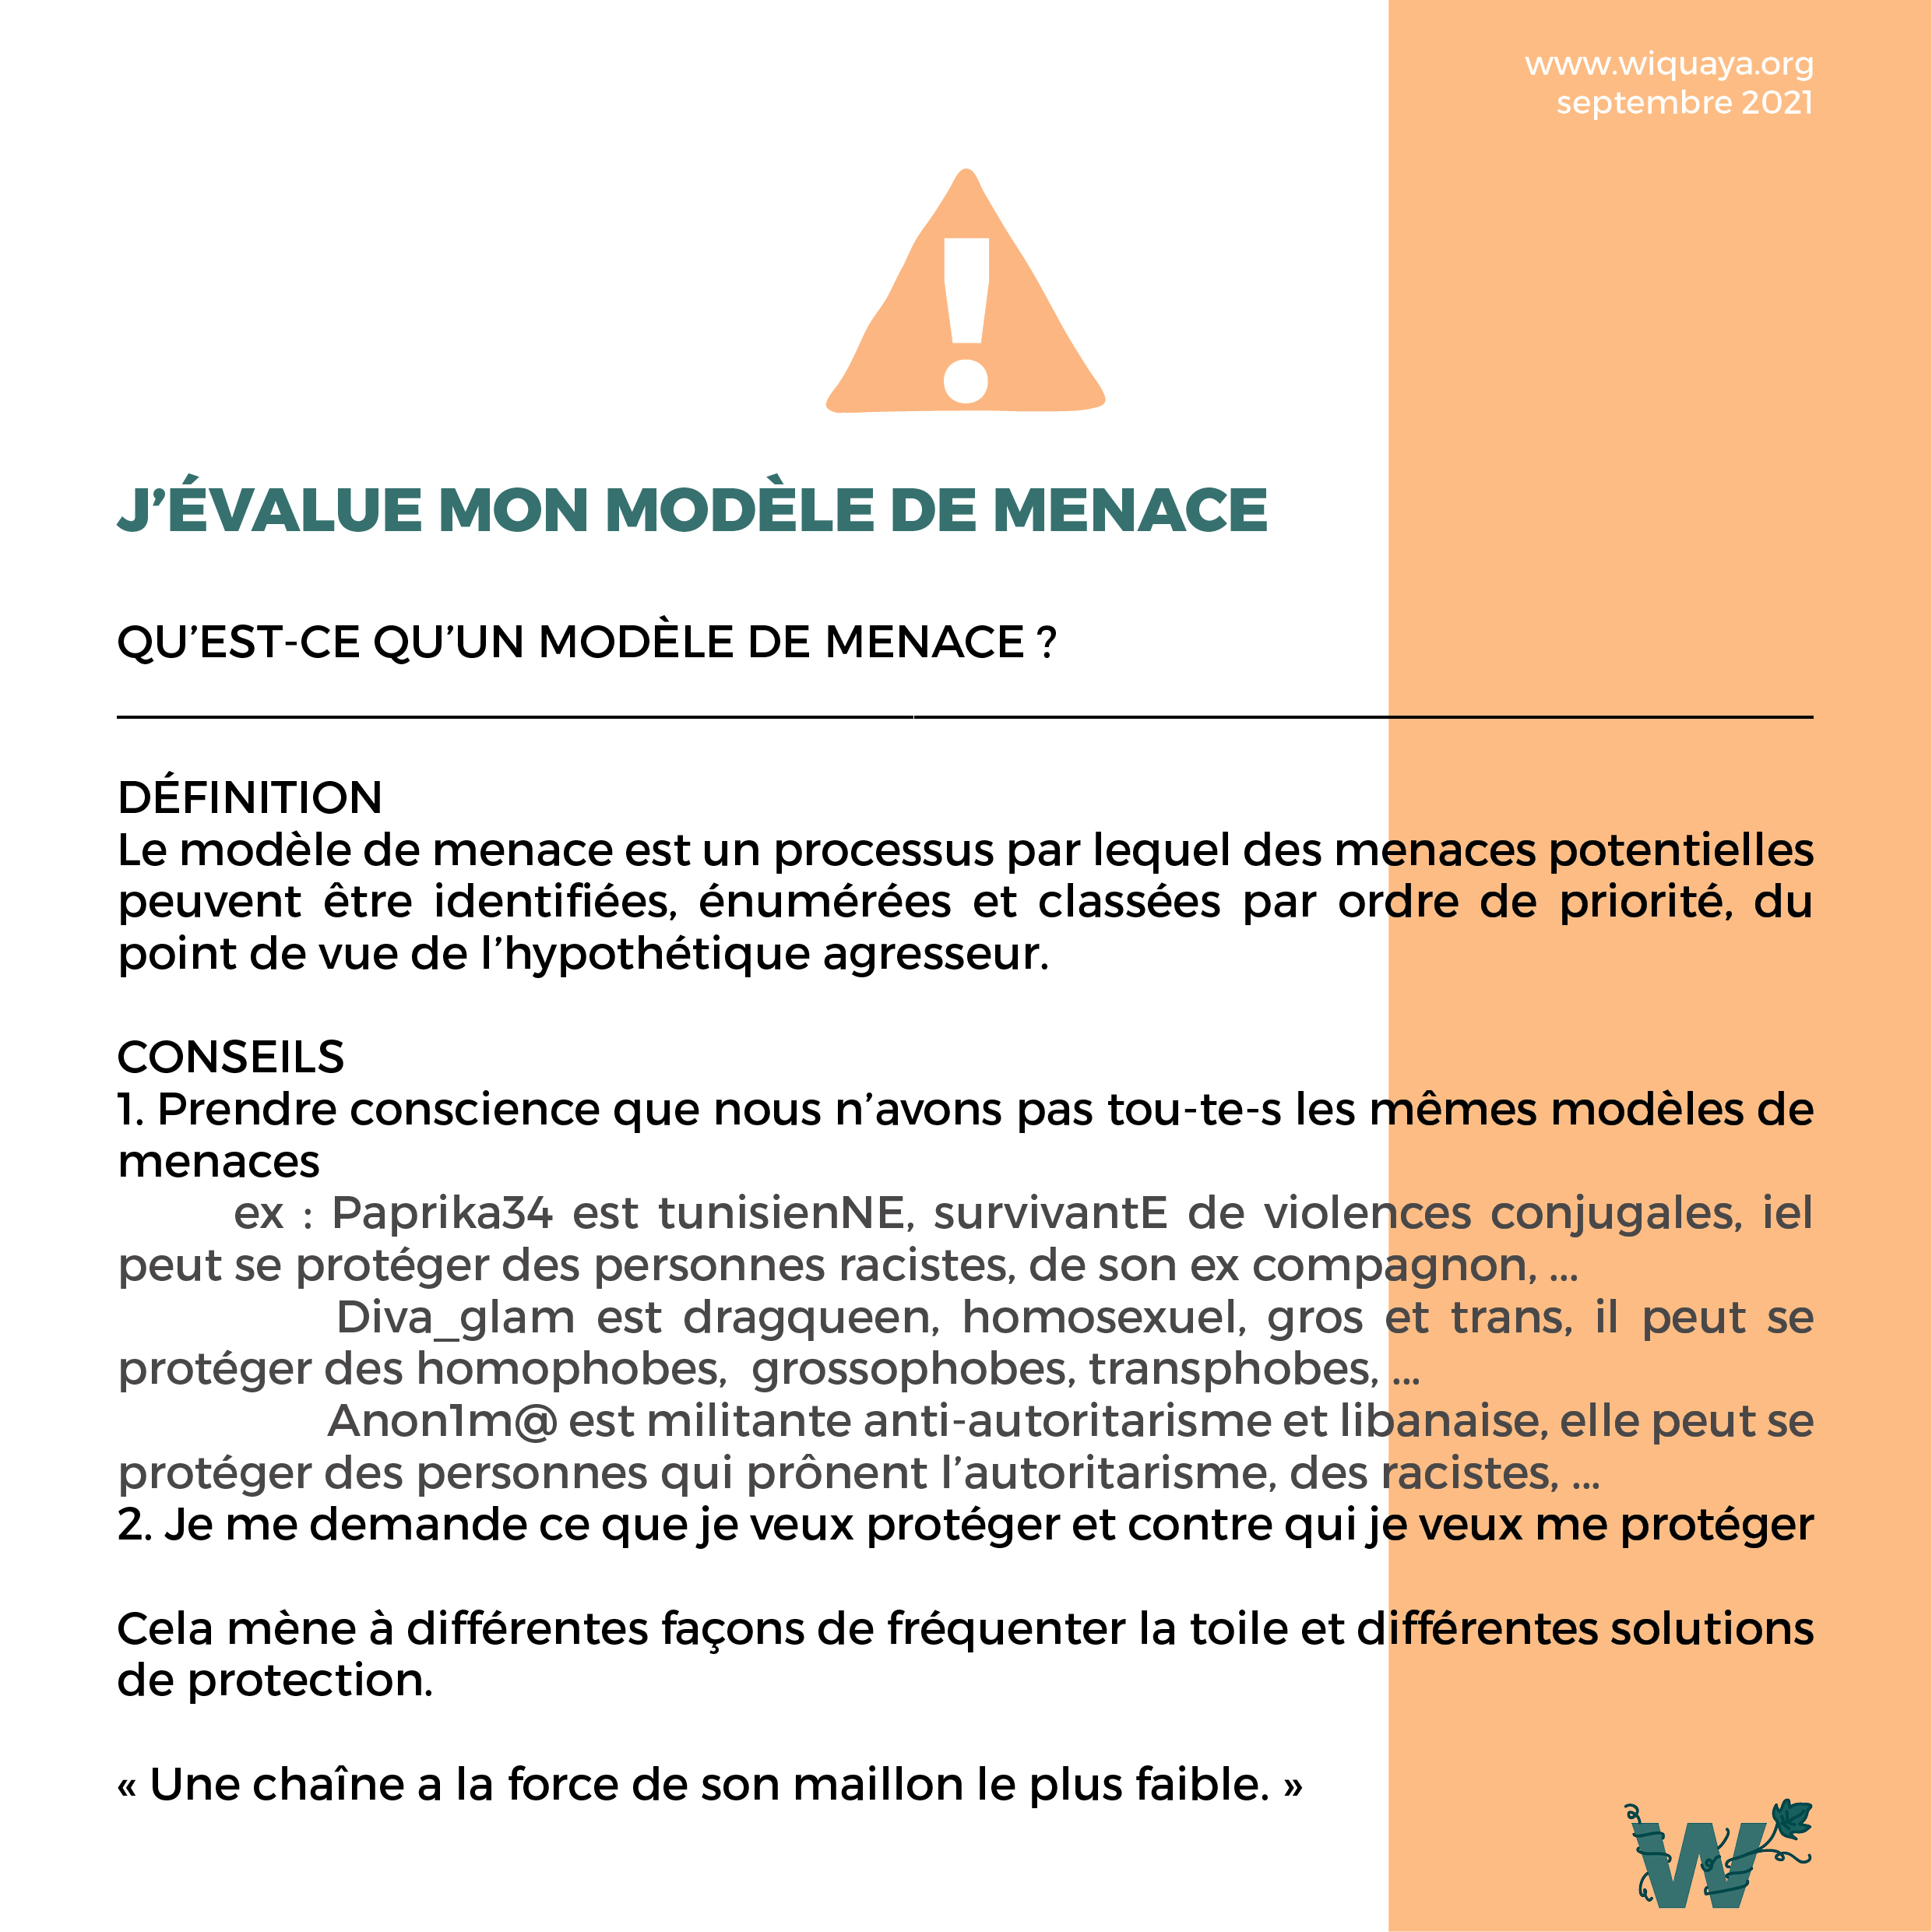 www.wiquaya.org
septembre 2021
!
J’ÉVALUE MON MODÈLE DE MENACE
QU’EST-CE QU’UN MODÈLE DE MENACE ?
DÉFINITION
Le modèle de menace est un processus par lequel des menaces potentielles
peuvent être identifiées, énumérées et classées par ordre de priorité, du
point de vue de l’hypothétique agresseur.
CONSEILS
1. Prendre conscience que nous n’avons pas tou-te-s les mêmes modèles de
menaces
ex : Paprika34 est tunisienNE, survivantE de violences conjugales, iel
peut se protéger des personnes racistes, de son ex compagnon, ...
Diva_glam est dragqueen, homosexuel, gros et trans, il peut se
protéger des homophobes, grossophobes, transphobes, ...
Anon1m@ est militante anti-autoritarisme et libanaise, elle peut se
protéger des personnes qui prônent l’autoritarisme, des racistes, ...
2. Je me demande ce que je veux protéger et contre qui je veux me protéger
Cela mène à différentes façons de fréquenter la toile et différentes solutions
de protection.
« Une chaîne a la force de son maillon le plus faible. »
W